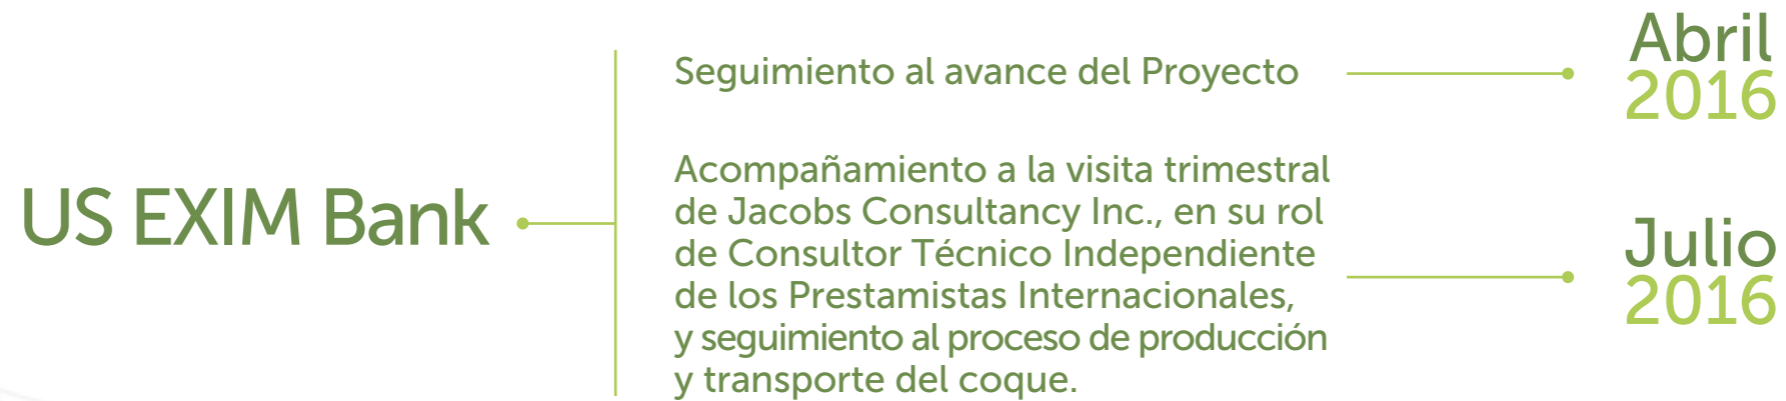 US EXIM Bank
Seguimiento al avance del Proyecto
Abril
2016
Acompañamiento a la visita trimestral
de Jacobs Consultancy Inc., en su rol
de Consultor Técnico Independiente
de los Prestamistas Internacionales,
y seguimiento al proceso de producción
y transporte del coque.
Julio
2016